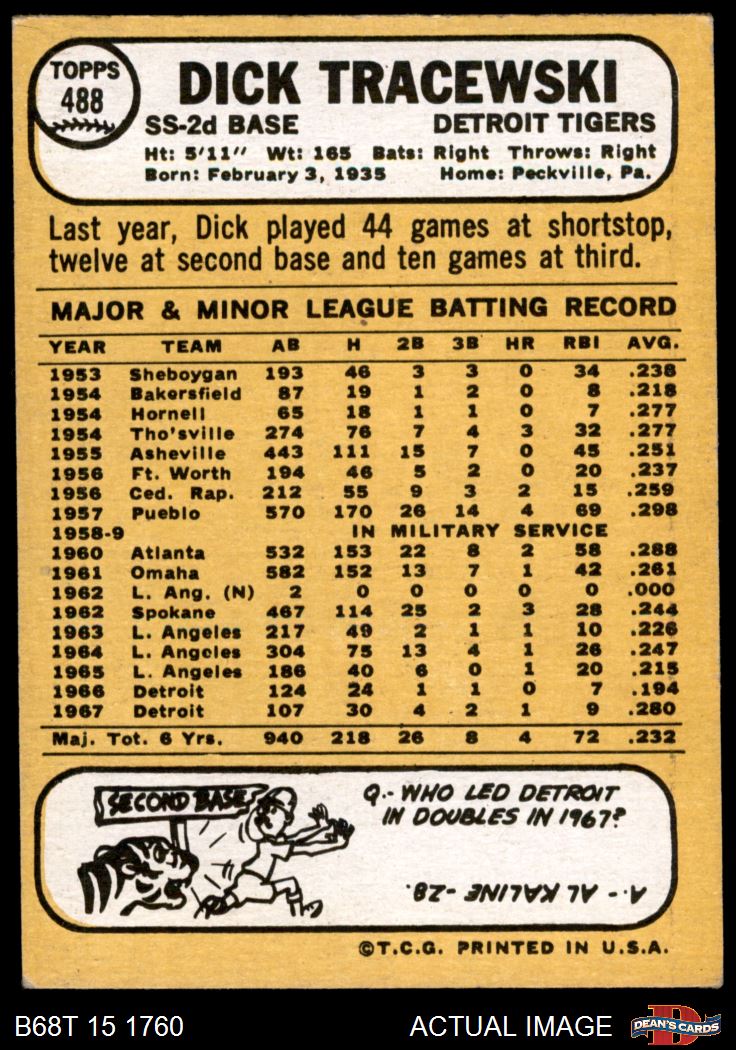 TOPPS
488
DICK TRACEWSKI
SS-2d BASE DETROIT TIGERS
Ht: 5'11" Wt: 165 Bats: Right Throws: Right
Born: February 3, 1935 Home: Peckville, Pa.
Last year, Dick played 44 games at shortstop,
twelve at second base and ten games at third.
MAJOR & MINOR LEAGUE BATTING RECORD
YEAR TEAM AB H 2B 3B HR RBI AVG.
1953 Sheboygan 193 46 3 3 0 34 .238
1954 Bakersfield 87 19 1 2 0 8 .218
1954 Hornell 65 18 1 1 0 7 .277
1954 Tho'sville 274 76 7 4 3 32 .277
1955 Asheville 443 111 15 7 0 45 .251
1956 Ft. Worth 194 46 5 2 0 20 .237
1956 Ced. Rap. 212 55 9 3 2 15 .259
1957 Pueblo 570 170 26 14 4 69 .298
1958-9 IN MILITARY SERVICE
1960 Atlanta 532 153 22 8 2 58 .288
1961 Omaha 582 152 13 7 1 42 .261
1962 L. Ang. (N) 2 0 0 0 0 0 .000
1962 Spokane 467 114 25 2 3 28 .244
1963 L. Angeles 217 49 2 1 1 10 .226
1964 L. Angeles 304 75 13 4 1 26 .247
1965 L. Angeles 186 40 6 0 1 20 .215
1966 Detroit 124 24 1 1 0 7 .194
1967 Detroit 107 30 4 2 1 9 .280
Maj. Tot. 6 Yrs. 940 218 26 8 4 72 .232
SECOND BASE
Q.- WHO LED DETROIT
IN DOUBLES IN 1967?
A.- AL KALINE-28.
©T.C.G. PRINTED IN U.S.A.
B68T 15 1760 ACTUAL IMAGE DEAN'S CARDS